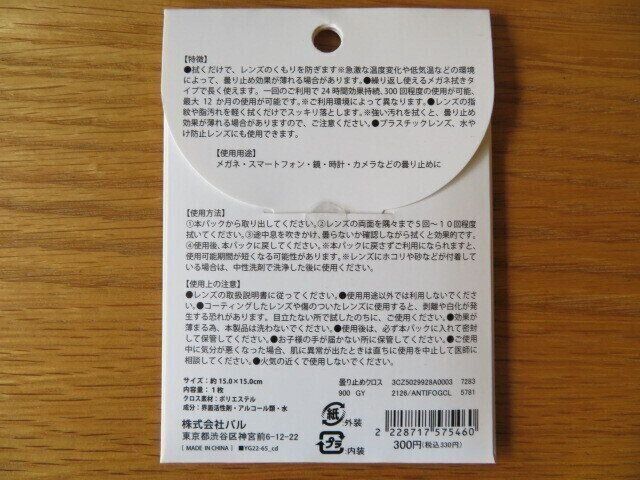 【特徴】
●拭くだけで、レンズのくもりを防ぎます※急激な温度変化や低気温などの環境
によって、曇り止め効果が薄れる場合があります。●繰り返し使えるメガネ拭きタ
イプで長く使えます。一回のご利用で24時間効果持続、300回程度の使用が可能、
最大 12 か月の使用が可能です。※ご利用環境によって異なります。●レンズの指
紋や脂汚れを軽く拭くだけでスッキリ落とします。※強い汚れを拭くと、曇り止め
効果が薄れる場合がありますので、ご注意ください。●プラスチックレンズ、水や
け防止レンズにも使用できます。
【使用用途】
メガネ・スマートフォン・鏡・時計・カメラなどの曇り止めに
【使用方法】
①本パックから取り出してください。②レンズの両面を隅々まで5回～10回程度
拭いてください。③途中息を吹きかけ、曇らないか確認しながら拭くと効果的です。
④使用後、本パックに戻してください。※本パックに戻さずご利用になられますと、
使用可能期間が短くなる可能性があります。※レンズにホコリや砂などが付着して
いる場合は、中性洗剤で洗浄した後に使用ください。
【使用上の注意】
●レンズの取扱説明書に従ってください。●使用用途以外では利用しないでくださ
い。●コーティングしたレンズや傷のついたレンズに使用すると、剥離や白化が発
生する恐れがあります。目立たない所で試したのちに、ご使用ください。●効果が
薄まる為、本製品は洗わないでください。●使用後は、必ず本パックに入れて密封
して保管してください。●お子様の手が届かない所に保管してください。●ご使用
中に気分が悪くなった場合、肌に異常が出たときは直ちに使用を中止して医師に
相談してください。●火気の近くで使用しないでください。
サイズ：約 15.0×15.0cm
内容量：1枚
クロス素材：ポリエステル
成分：界面活性剤・アルコール類・水
株式会社パル
東京都渋谷区神宮前6-12-22
[ MADE IN CHINA ] ■YG22-65_cd
曇り止めクロス 3CZ5029928A0003 7283
900 GY 2126/ANTIFOGCL 5781
紙 外装
プラ :内装
2 228717 575460
300円(税込330円)